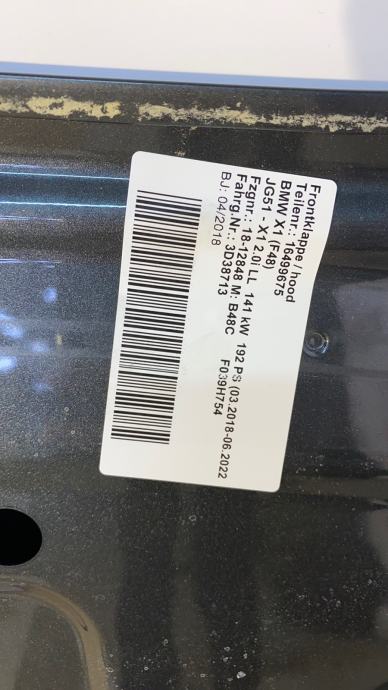 Frontklappe / hood
Teilenr.: 16499675
BMW X1 (F48)
JG51 - X1 2.0i LL 141 kW 192 PS (03.2018-06.2022
Fzgnr.: 18-12848 M: B48C F039H754
Fahrg.Nr.: 3D38713
BJ: 04/2018